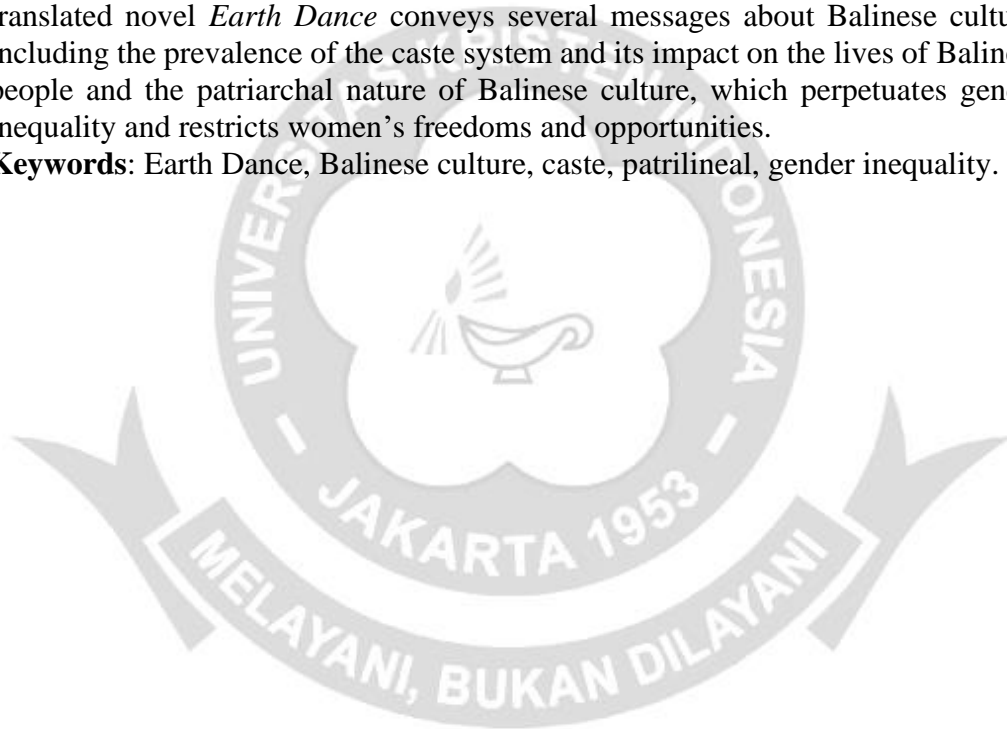 translated novel Earth Dance conveys several messages about Balinese
including the prevalence of the caste system and its impact on the lives of
people and the patriarchal nature of Balinese culture, which perpetuates
inequality and restricts women's freedoms and opportunities.
Keywords: Earth Dance, Balinese culture, caste, patrilineal, gender inequality.
UNIVERSITAS KRISTEN INDONESIA
JAKARTA 1953
MELAYANI, BUKAN DILAYANI